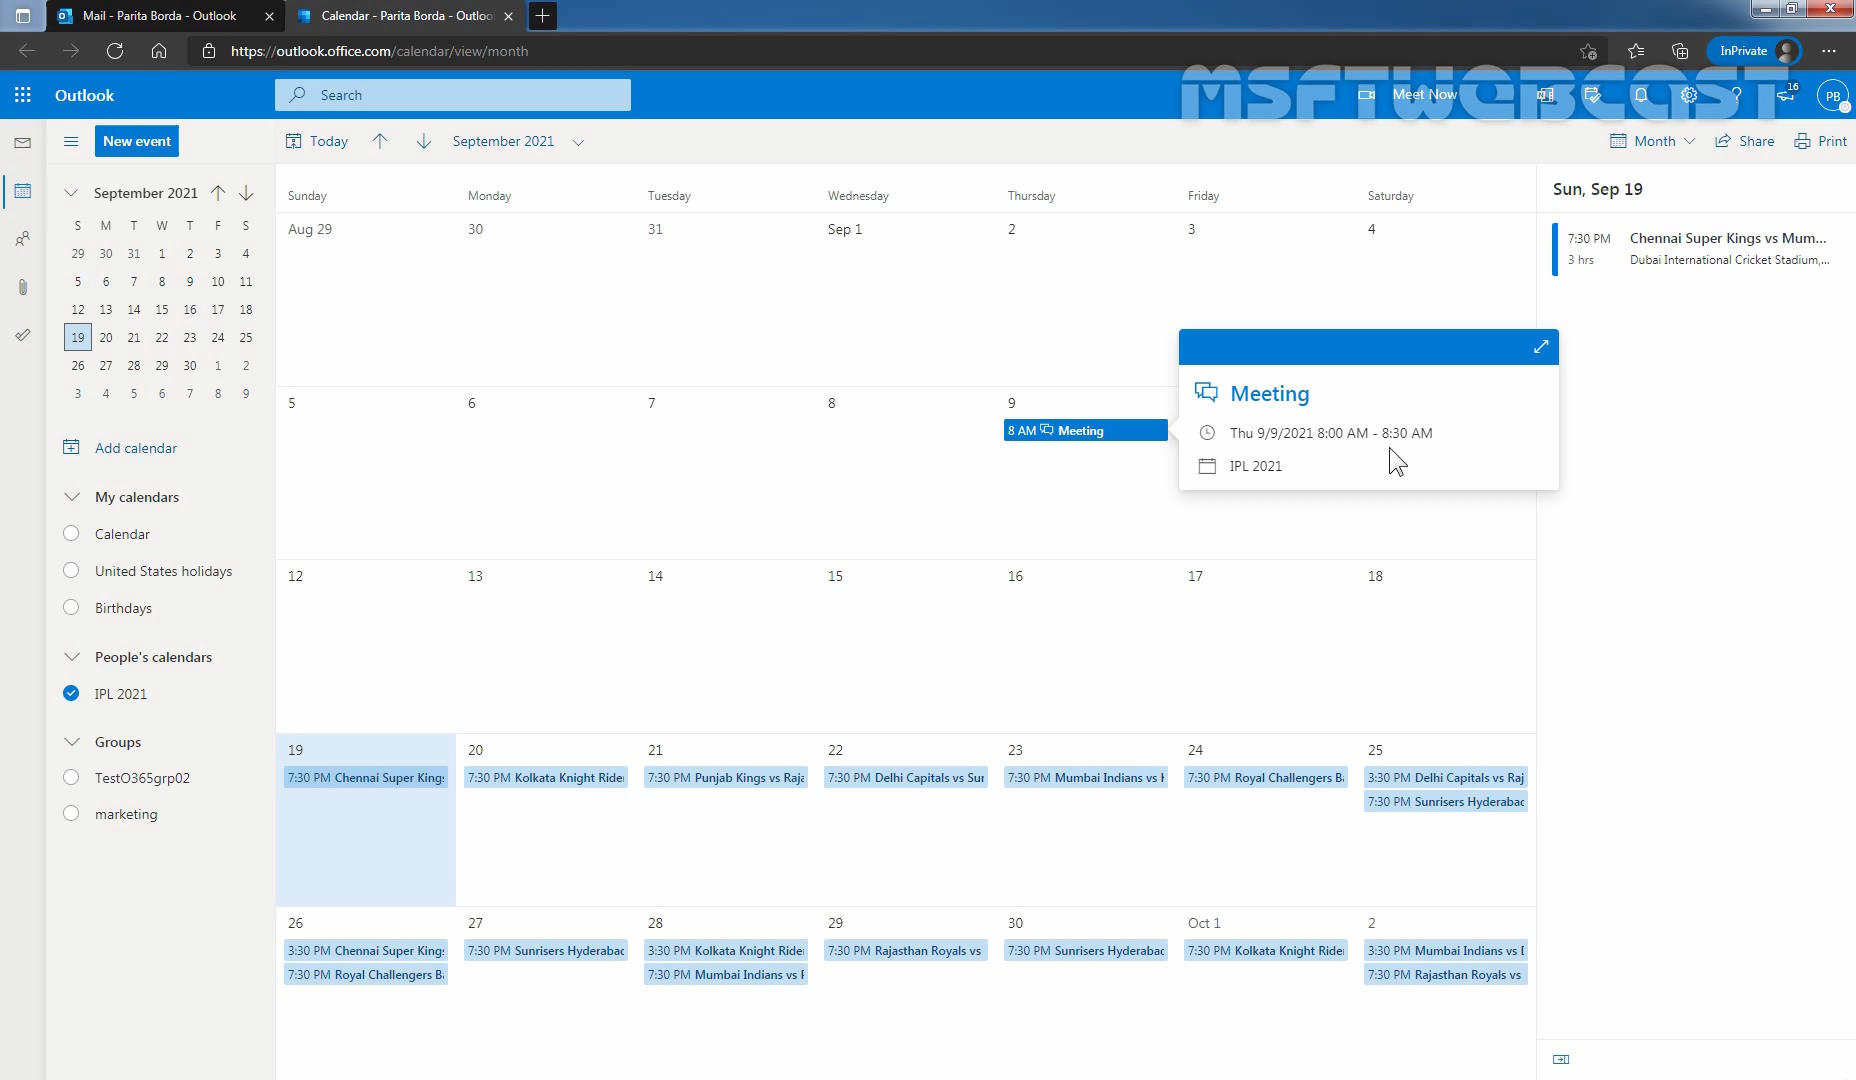 Mail - Parita Borda - Outlook
Calendar - Parita Borda - Outloo
https://outlook.office.com/calendar/view/month
InPrivate
Outlook
Search
Meet Now
MSFTWEBCAST
16
PB
New event
Today
September 2021
Month
Share
Print
September 2021
S M T W T F S
29 30 31 1 2 3 4
5 6 7 8 9 10 11
12 13 14 15 16 17 18
19 20 21 22 23 24 25
26 27 28 29 30 1 2
3 4 5 6 7 8 9
Add calendar
My calendars
Calendar
United States holidays
Birthdays
People's calendars
IPL 2021
Groups
TestO365grp02
marketing
Sunday Monday Tuesday Wednesday Thursday Friday Saturday
Aug 29 30 31 Sep 1 2 3 4
5 6 7 8 9
8 AM Meeting
Meeting
Thu 9/9/2021 8:00 AM - 8:30 AM
IPL 2021
12 13 14 15 16 17 18
19 20 21 22 23 24 25
7:30 PM Chennai Super Kings
7:30 PM Kolkata Knight Rider
7:30 PM Punjab Kings vs Raja
7:30 PM Delhi Capitals vs Sun
7:30 PM Mumbai Indians vs
7:30 PM Royal Challengers Ba
3:30 PM Delhi Capitals vs Raj
7:30 PM Sunrisers Hyderabad
26 27 28 29 30 Oct 1 2
3:30 PM Chennai Super Kings
7:30 PM Sunrisers Hyderabad
3:30 PM Kolkata Knight Rider
7:30 PM Rajasthan Royals vs
7:30 PM Sunrisers Hyderabad
7:30 PM Kolkata Knight Rider
3:30 PM Mumbai Indians vs
7:30 PM Royal Challengers Ba
7:30 PM Mumbai Indians vs
7:30 PM Rajasthan Royals vs
Sun, Sep 19
7:30 PM Chennai Super Kings vs Mum...
3 hrs Dubai International Cricket Stadium,...